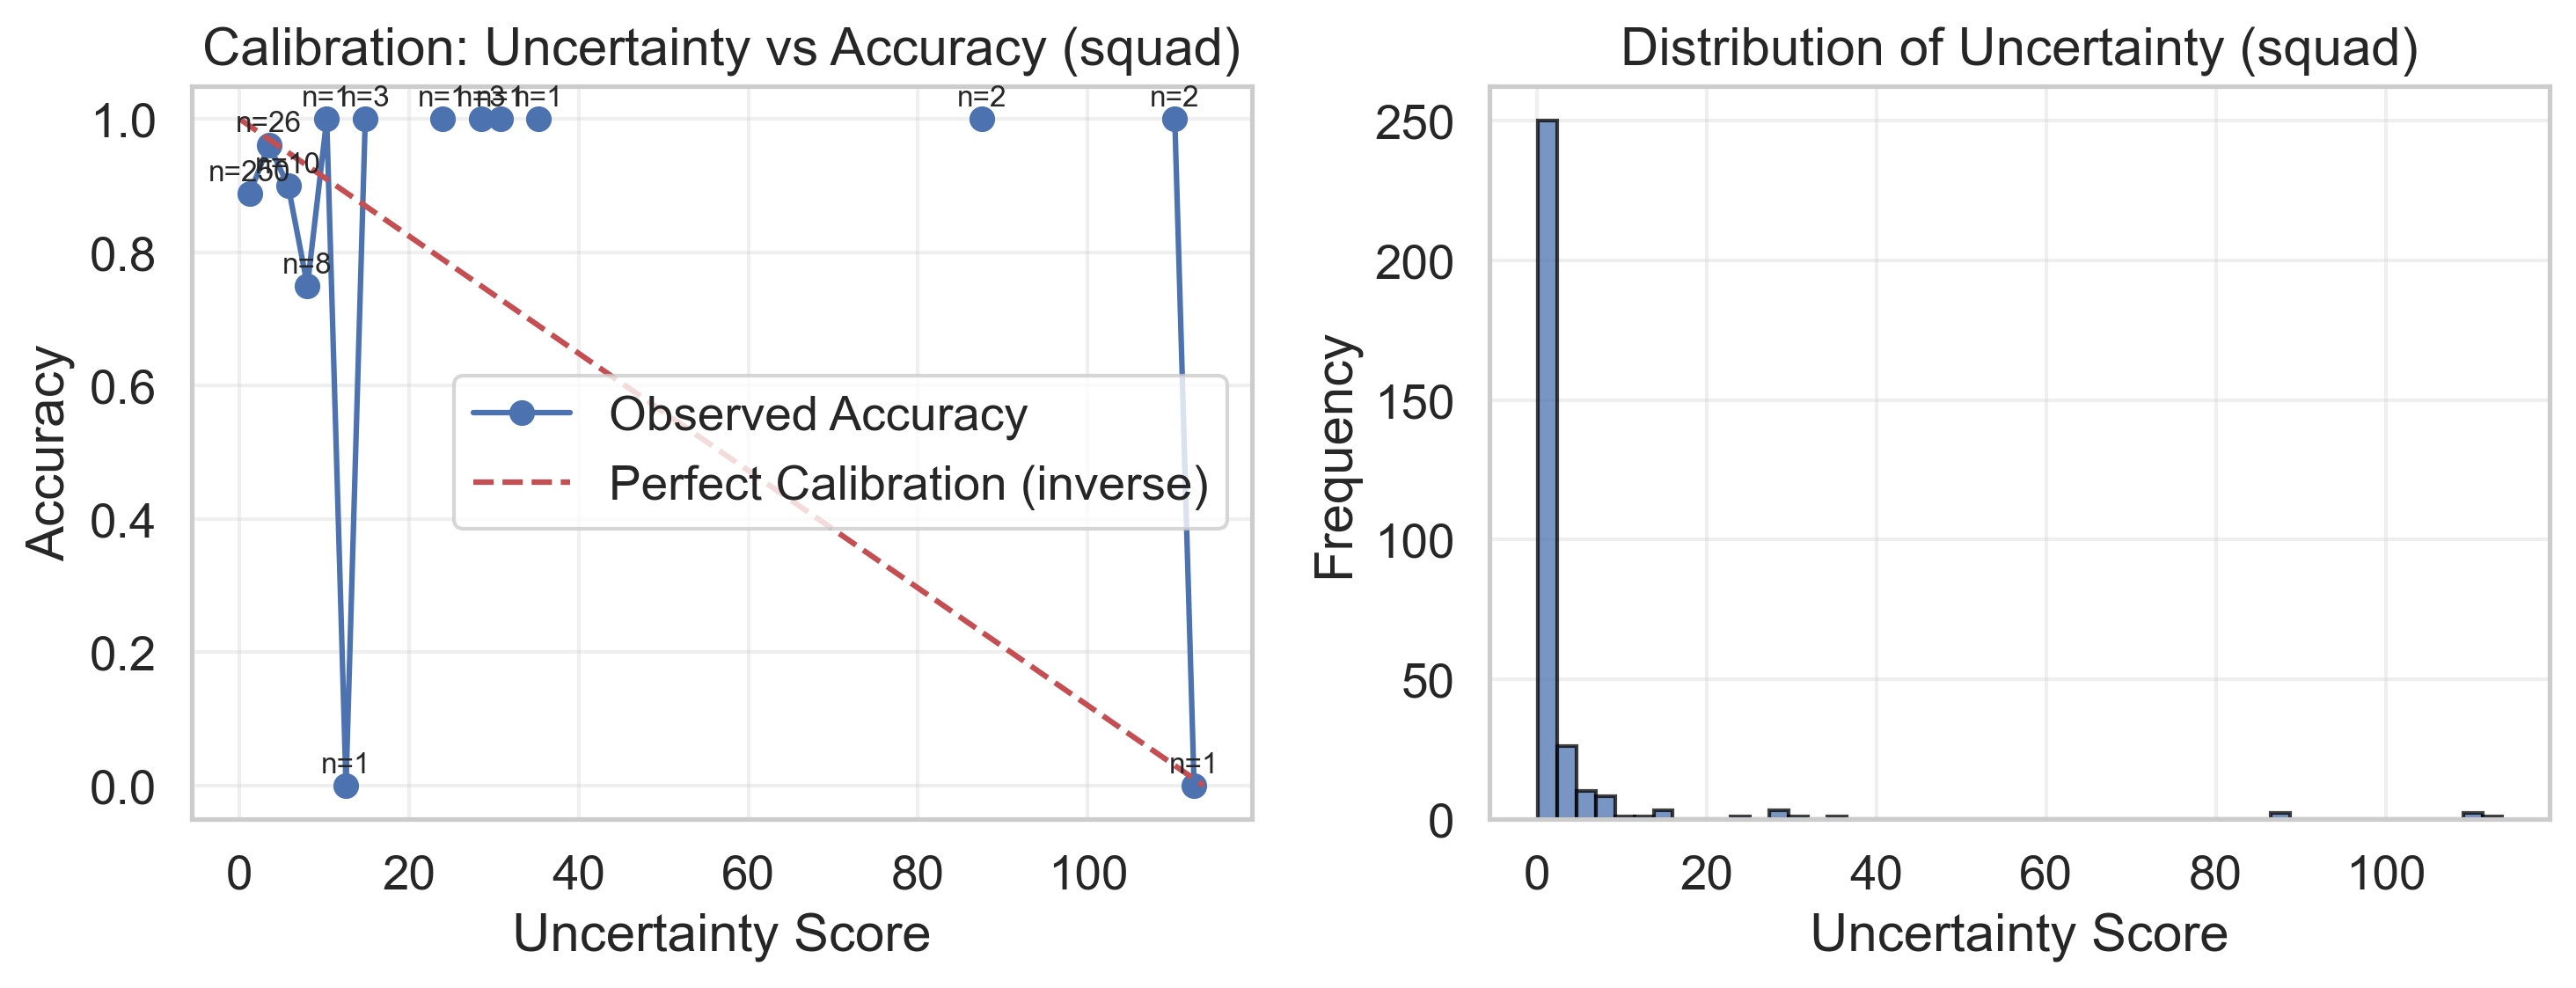 Calibration: Uncertainty vs Accuracy (squad)
n=250
n=26
n=10
n=8
n=1
n=1
n=3
n=1
n=3
n=1
n=1
n=2
n=2
n=1
1.0
0.8
0.6
0.4
0.2
0.0
Accuracy
Observed Accuracy
Perfect Calibration (inverse)
0 20 40 60 80 100
Uncertainty Score
Distribution of Uncertainty (squad)
250
200
150
100
50
0
Frequency
0 20 40 60 80 100
Uncertainty Score